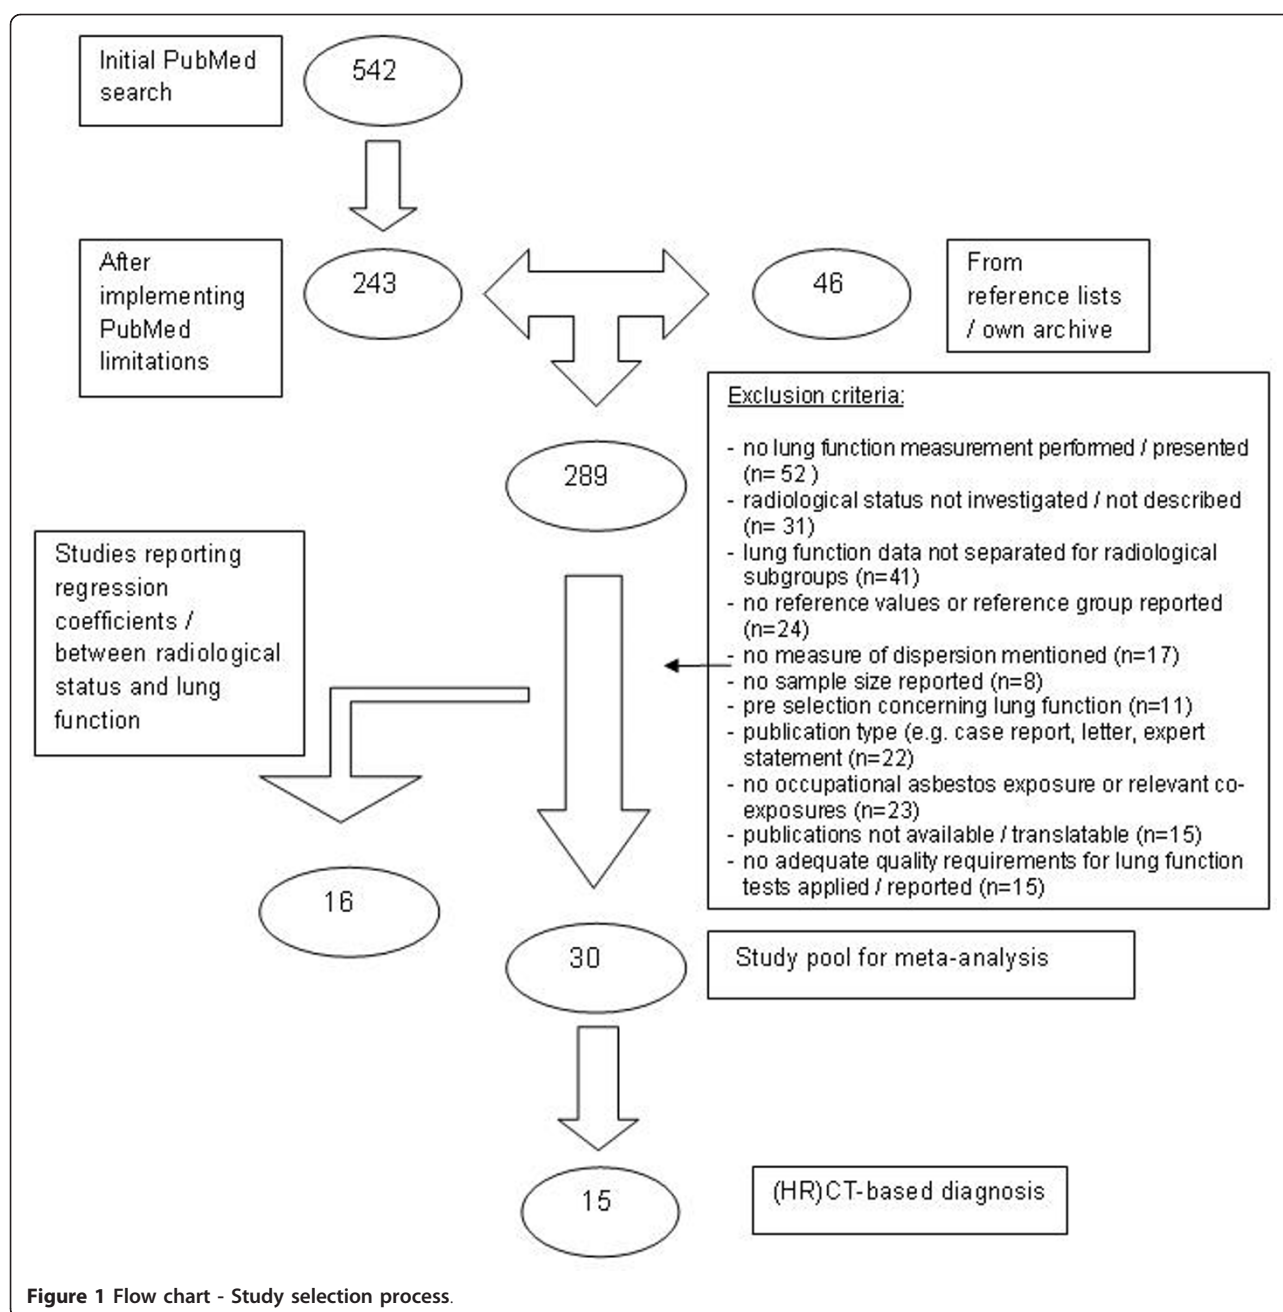 Initial PubMed
search
542
After
implementing
PubMed
limitations
243
46
From
reference lists
/ own archive
289
Exclusion criteria:
- no lung function measurement performed / presented
(n= 52 )
- radiological status not investigated / not described
(n= 31)
- lung function data not separated for radiological
subgroups (n=41)
- no reference values or reference group reported
(n=24)
- no measure of dispersion mentioned (n=17)
- no sample size reported (n=8)
- pre selection concerning lung function (n=11)
- publication type (e.g. case report, letter, expert
statement (n=22)
- no occupational asbestos exposure or relevant co-
exposures (n=23)
- publications not available / translatable (n=15)
- no adequate quality requirements for lung function
tests applied / reported (n=15)
Studies reporting
regression
coefficients /
between radiological
status and lung
function
16
30
Study pool for meta-analysis
15
(HR)CT-based diagnosis
Figure 1 Flow chart - Study selection process.